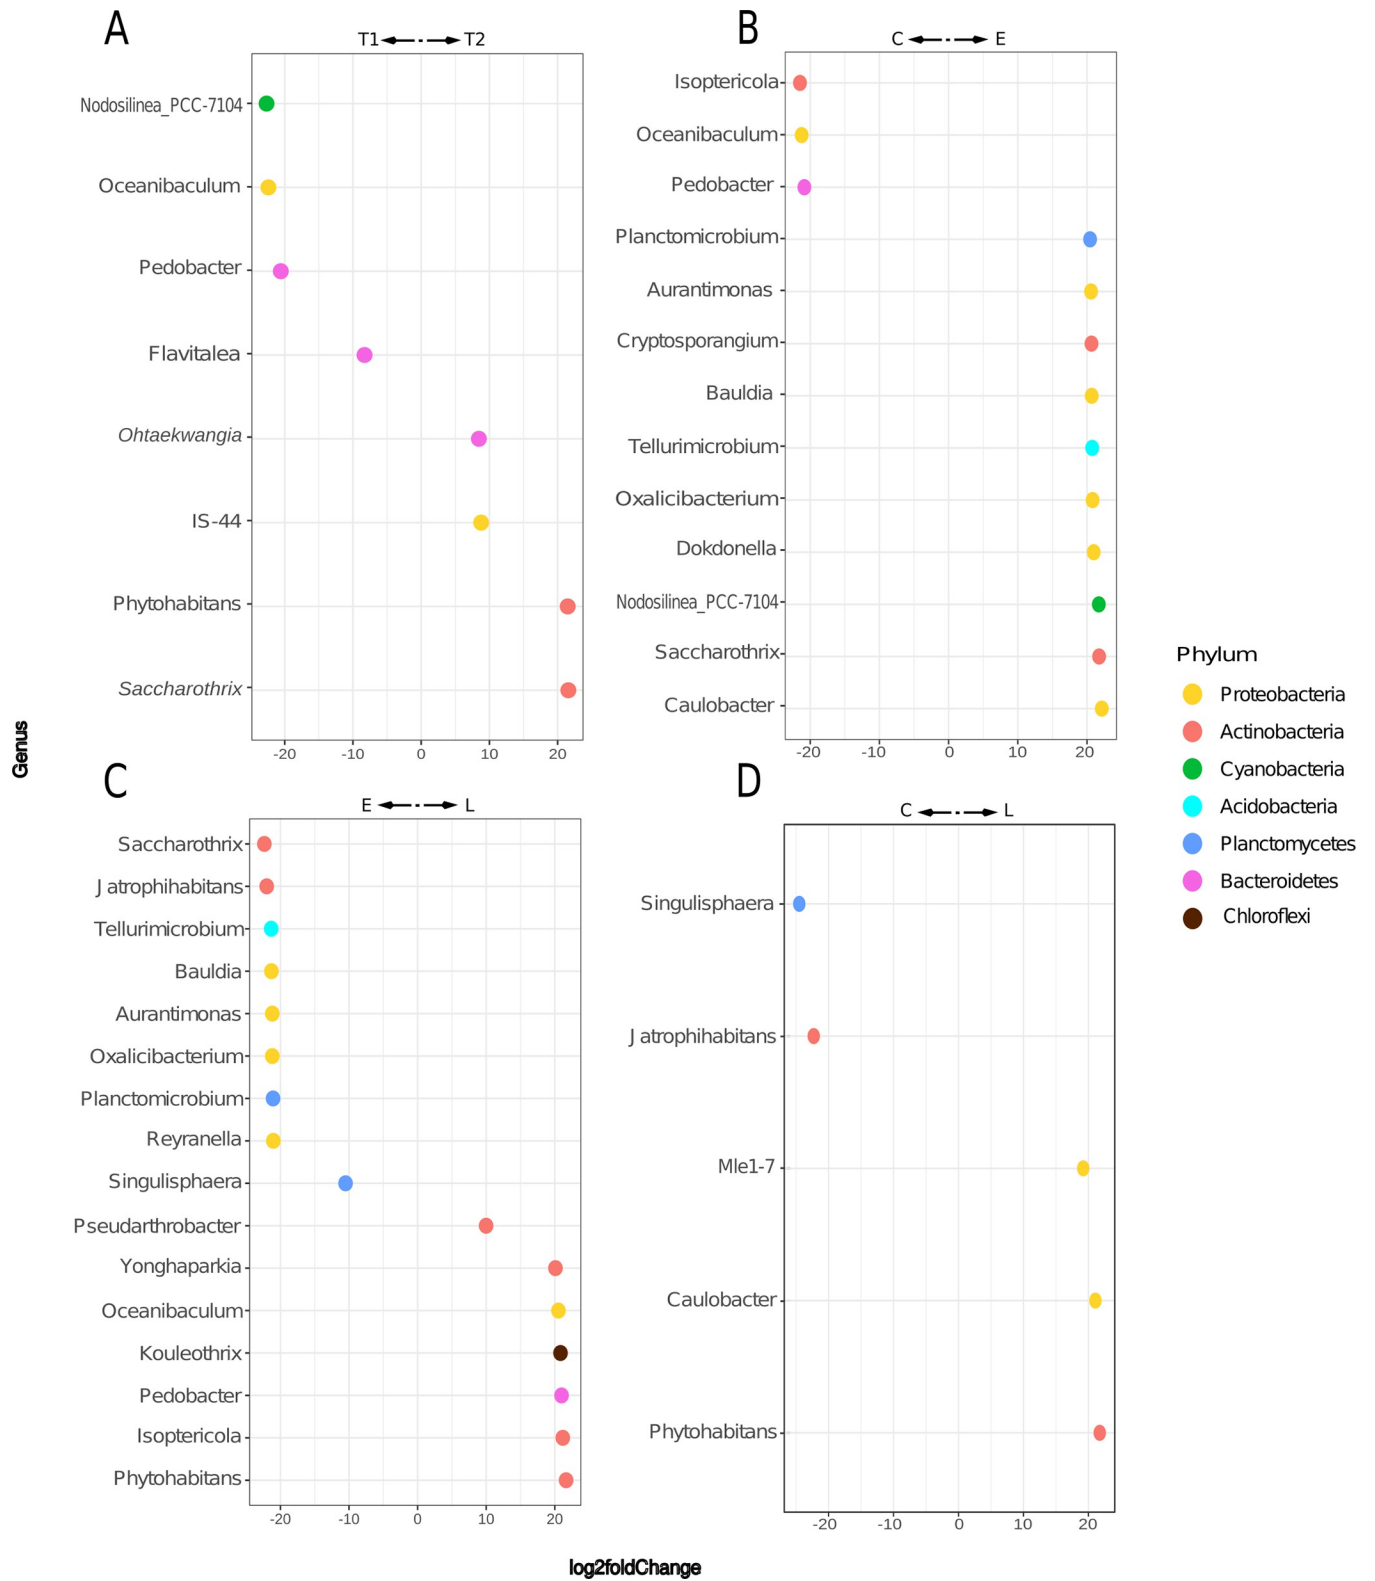 A
T1 T2
Nodosilinea_PCC-7104
Oceanibaculum
Pedobacter
Flavitalea
Ohtaekwangia
IS-44
Phytohabitans
Saccharothrix
-20 -10 0 10 20
B
C E
Isoptericola
Oceanibaculum
Pedobacter
Planctomicrobium
Aurantimonas
Cryptosporangium
Bauldia
Tellurimicrobium
Oxalicibacterium
Dokdonella
Nodosilinea_PCC-7104
Saccharothrix
Caulobacter
-20 -10 0 10 20
Genus
C
E L
Saccharothrix
Jatrophihabitans
Tellurimicrobium
Bauldia
Aurantimonas
Oxalicibacterium
Planctomicrobium
Reyranella
Singulisphaera
Pseudarthrobacter
Yonghaparkia
Oceanibaculum
Kouleothrix
Pedobacter
Isoptericola
Phytohabitans
-20 -10 0 10 20
D
C L
Singulisphaera
Jatrophihabitans
Mle1-7
Caulobacter
Phytohabitans
-20 -10 0 10 20
log2foldChange
Phylum
Proteobacteria
Actinobacteria
Cyanobacteria
Acidobacteria
Planctomycetes
Bacteroidetes
Chloroflexi